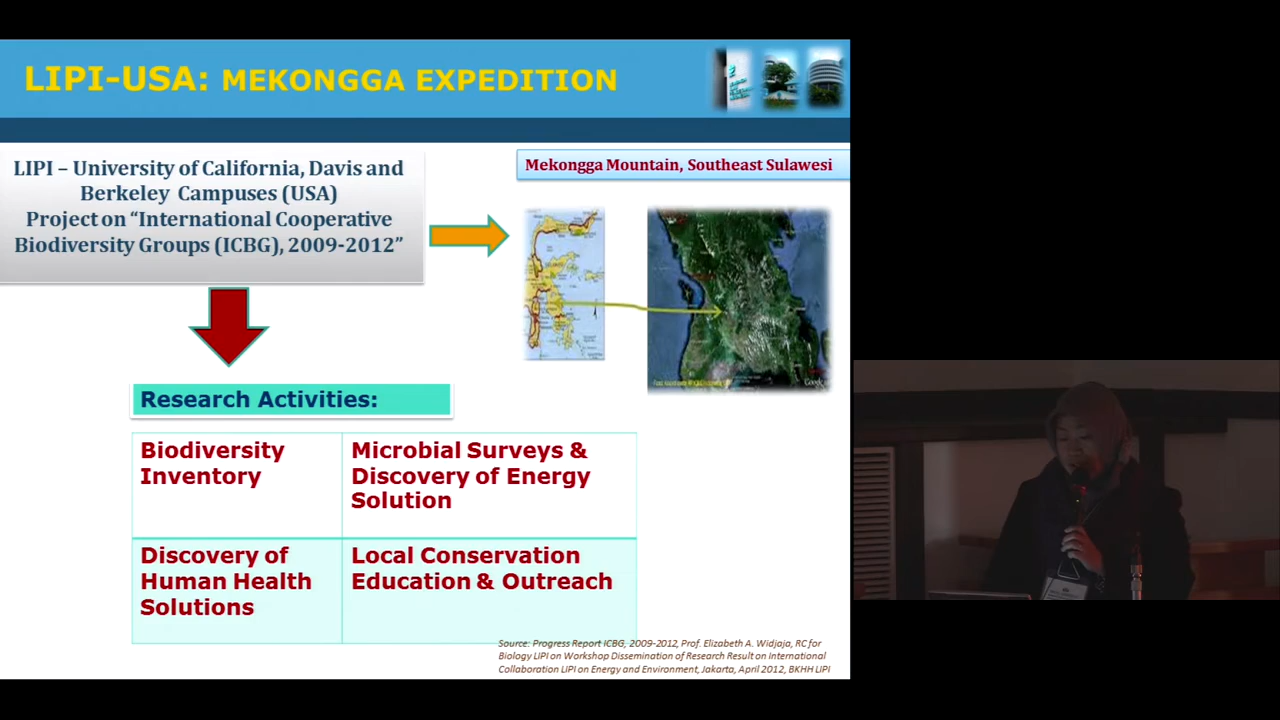 LIPI-USA: MEKONGGA EXPEDITION
LIPI – University of California, Davis and
Berkeley Campuses (USA)
Project on “International Cooperative
Biodiversity Groups (ICBG), 2009-2012”
Mekongga Mountain, Southeast Sulawesi
Research Activities:
Biodiversity
Inventory
Microbial Surveys &
Discovery of Energy
Solution
Discovery of
Human Health
Solutions
Local Conservation
Education & Outreach
Source: Progress Report ICBG, 2009-2012, Prof. Elizabeth A. Widjaja, RC for
Biology LIPI on Workshop Dissemination of Research Result on International
Collaboration LIPI on Energy and Environment, Jakarta, April 2012, BKHH LIPI